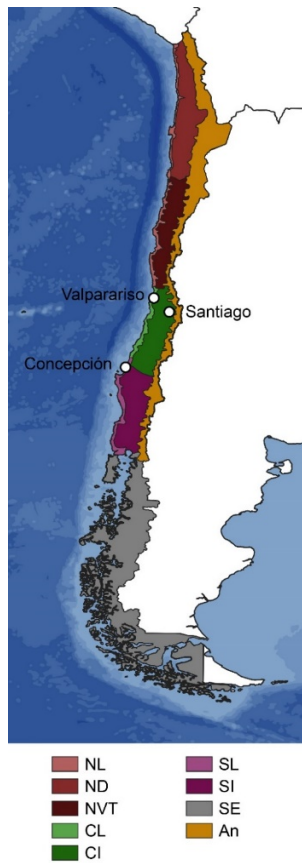 Valparariso
Santiago
Concepción
NL
ND
NVT
CL
CI
SL
SI
SE
An